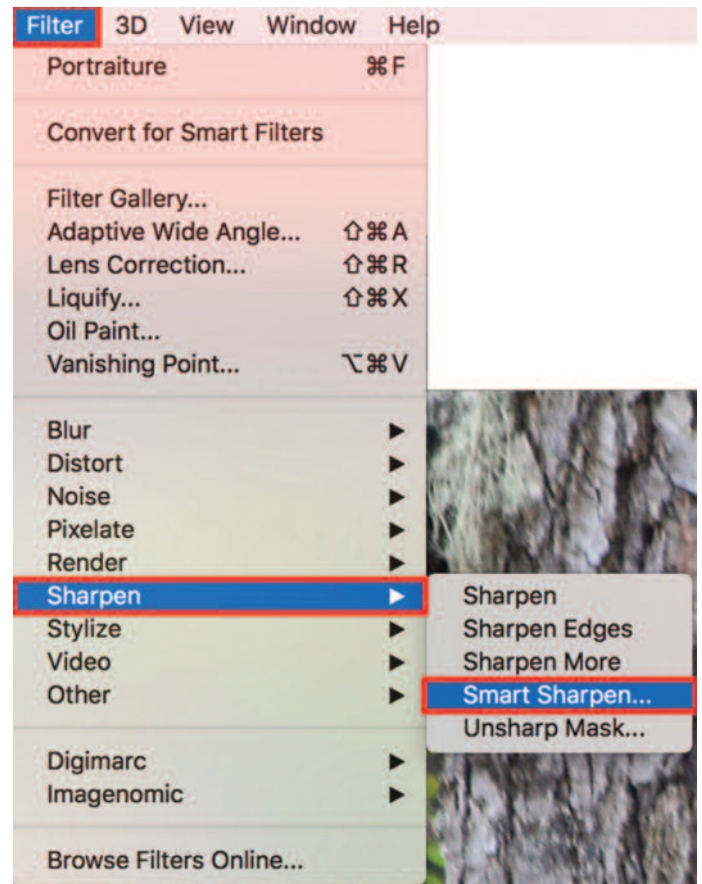 Filter 3D View Window Help
Portraiture ⌘F
Convert for Smart Filters
Filter Gallery...
Adaptive Wide Angle... ⇧⌘A
Lens Correction... ⇧⌘R
Liquify... ⇧⌘X
Oil Paint...
Vanishing Point... ⌥⌘V
Blur ▶
Distort ▶
Noise ▶
Pixelate ▶
Render ▶
Sharpen ▶
Sharpen
Stylize ▶
Sharpen Edges
Video ▶
Sharpen More
Other ▶
Smart Sharpen...
Unsharp Mask...
Digimarc ▶
Imagenomic ▶
Browse Filters Online...